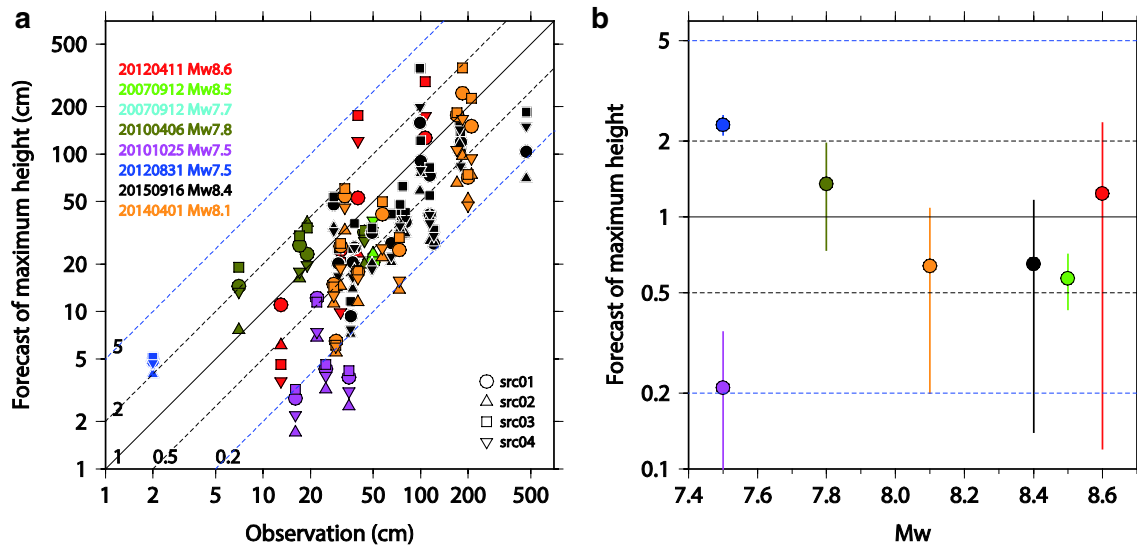 a
Forecast of maximum height (cm)
500
200
100
50
20
10
5
2
1
20120411 Mw8.6
20070912 Mw8.5
20070912 Mw7.7
20100406 Mw7.8
20101025 Mw7.5
20120831 Mw7.5
20150916 Mw8.4
20140401 Mw8.1
5
2
1
0.5
0.2
src01
src02
src03
src04
1 2 5 10 20 50 100 200 500
Observation (cm)
b
Forecast of maximum height
5
2
1
0.5
0.2
0.1
7.4 7.6 7.8 8.0 8.2 8.4 8.6
Mw